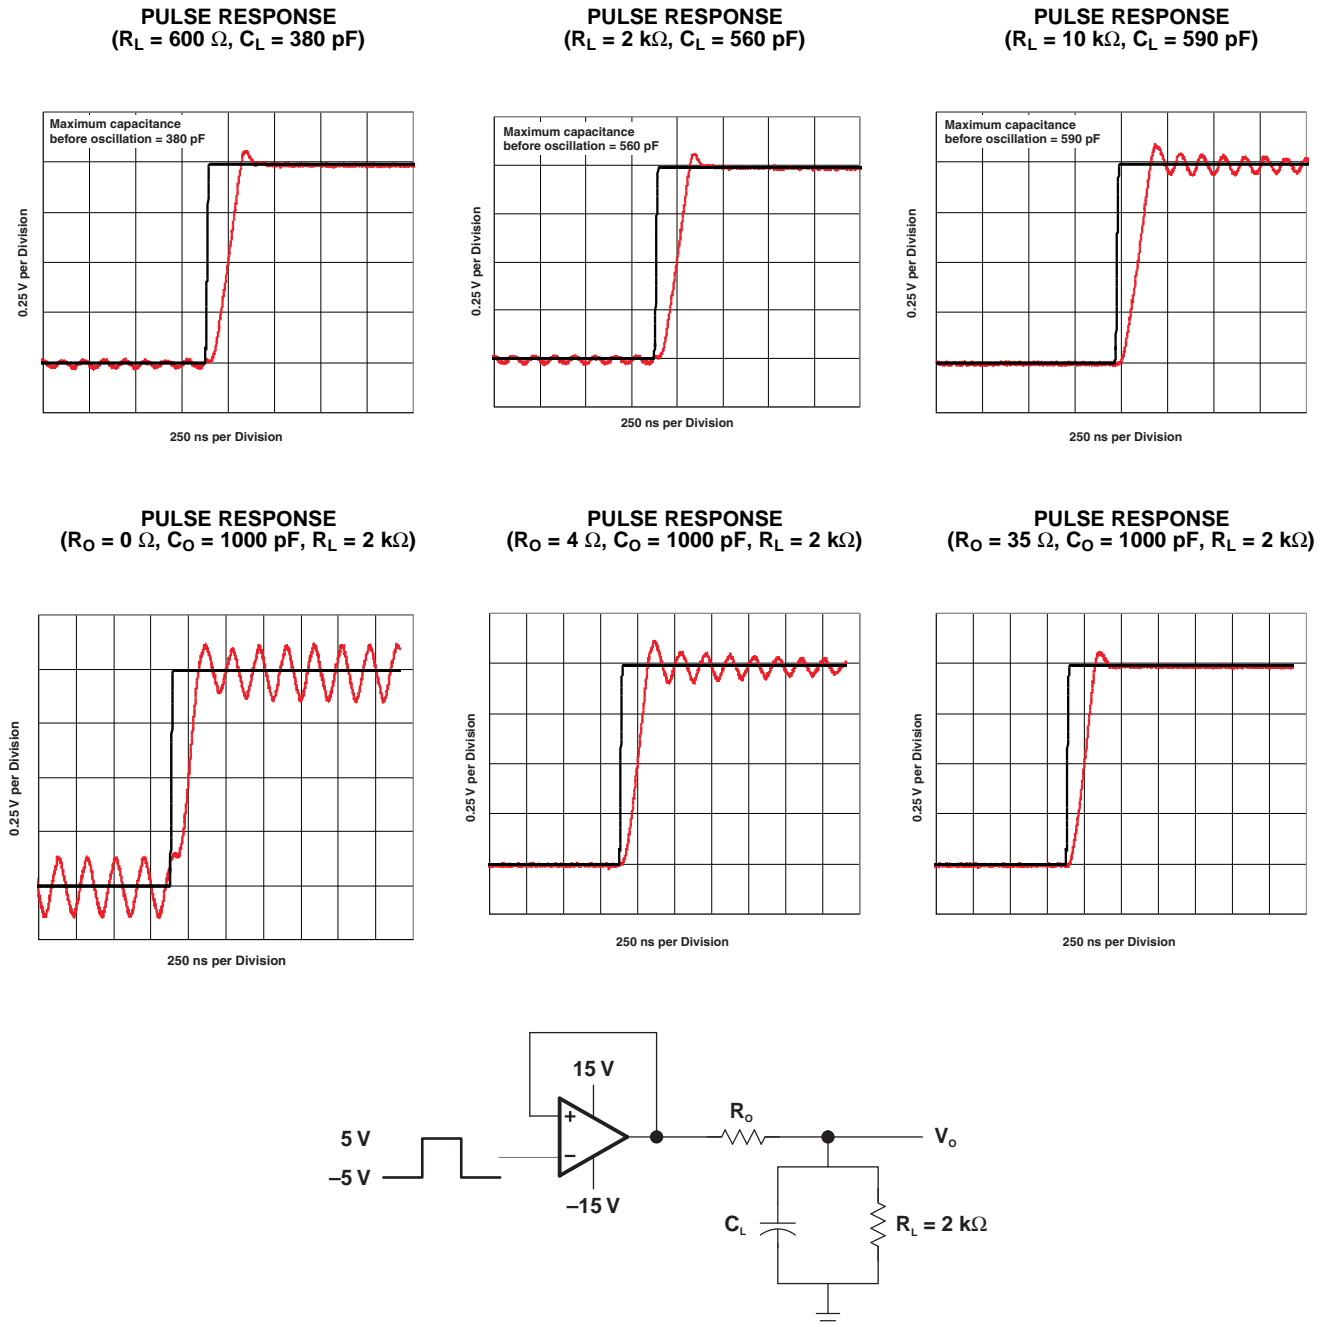 PULSE RESPONSE
(RL = 600 Ω, CL = 380 pF)
PULSE RESPONSE
(RL = 2 kΩ, CL = 560 pF)
PULSE RESPONSE
(RL = 10 kΩ, CL = 590 pF)
Maximum capacitance
before oscillation = 380 pF
0.25 V per Division
250 ns per Division
Maximum capacitance
before oscillation = 560 pF
0.25 V per Division
250 ns per Division
Maximum capacitance
before oscillation = 590 pF
0.25 V per Division
250 ns per Division
PULSE RESPONSE
(RO = 0 Ω, CO = 1000 pF, RL = 2 kΩ)
PULSE RESPONSE
(RO = 4 Ω, CO = 1000 pF, RL = 2 kΩ)
PULSE RESPONSE
(RO = 35 Ω, CO = 1000 pF, RL = 2 kΩ)
0.25 V per Division
250 ns per Division
0.25 V per Division
250 ns per Division
0.25 V per Division
250 ns per Division
15 V
+
−
−15 V
5 V
−5 V
Ro
Vo
CL
RL = 2 kΩ